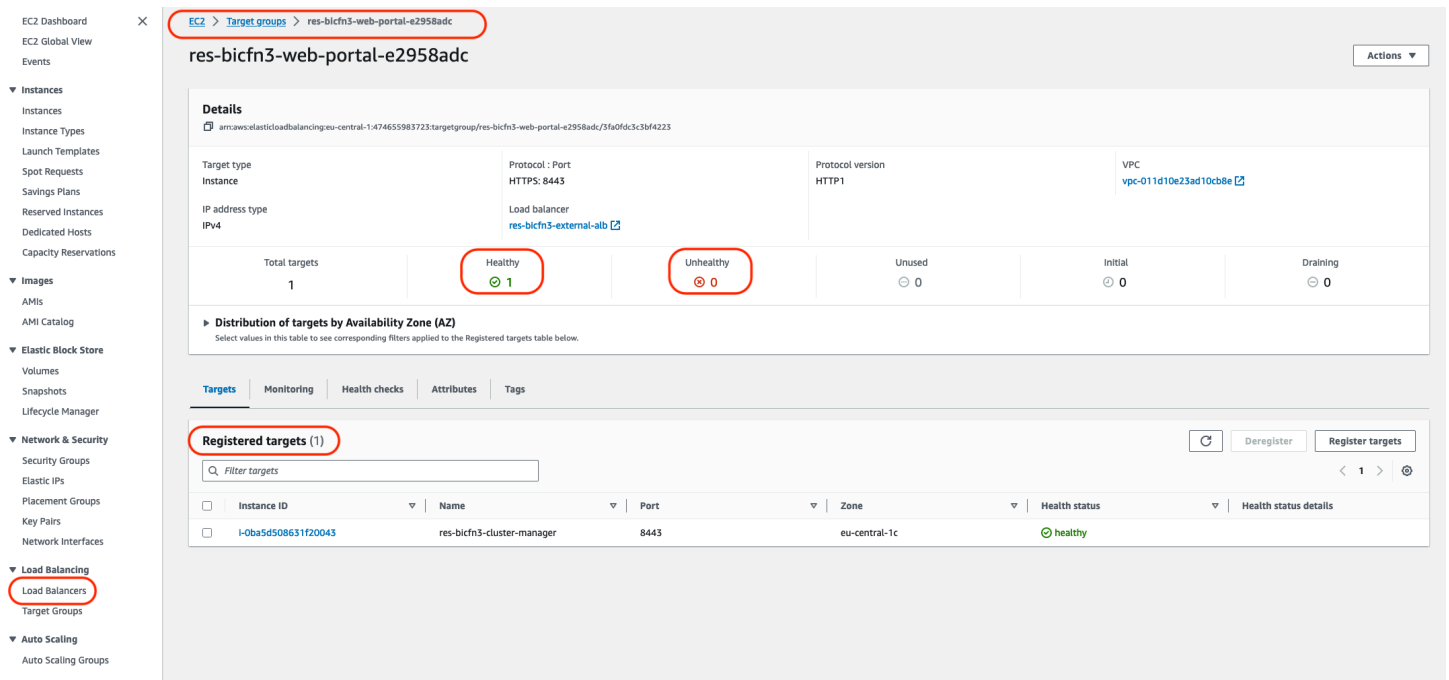 EC2 Dashboard
EC2 Global View
Events
Instances
Instances
Instance Types
Launch Templates
Spot Requests
Savings Plans
Reserved Instances
Dedicated Hosts
Capacity Reservations
Images
AMIs
AMI Catalog
Elastic Block Store
Volumes
Snapshots
Lifecycle Manager
Network & Security
Security Groups
Elastic IPs
Placement Groups
Key Pairs
Network Interfaces
Load Balancing
Load Balancers
Target Groups
Auto Scaling
Auto Scaling Groups
EC2 > Target groups > res-bicfn3-web-portal-e2958adc
res-bicfn3-web-portal-e2958adc
Actions
Details
arn:aws:elasticloadbalancing:eu-central-1:474655983723:targetgroup/res-bicfn3-web-portal-e2958adc/3fa0fdc3c3bf4223
Target type
Instance
Protocol : Port
HTTPS: 8443
Protocol version
HTTP1
VPC
vpc-011d10e23ad10cb8e
IP address type
IPv4
Load balancer
res-bicfn3-external-alb
Total targets
1
Healthy
1
Unhealthy
0
Unused
0
Initial
0
Draining
0
Distribution of targets by Availability Zone (AZ)
Select values in this table to see corresponding filters applied to the Registered targets table below.
Targets Monitoring Health checks Attributes Tags
Registered targets (1)
Deregister
Register targets
Filter targets
1
Instance ID Name Port Zone Health status Health status details
i-0ba5d508631f20043 res-bicfn3-cluster-manager 8443 eu-central-1c healthy